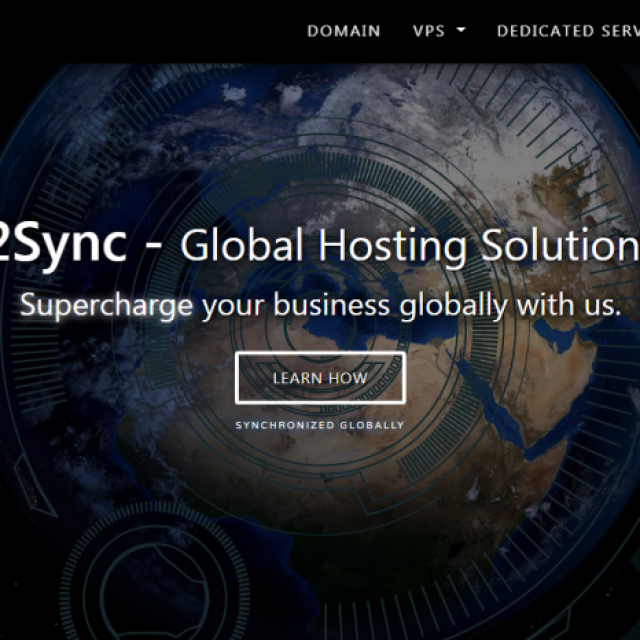 DOMAIN VPS DEDICATED SERV
2Sync - Global Hosting Solution
Supercharge your business globally with us.
LEARN HOW
SYNCHRONIZED GLOBALLY